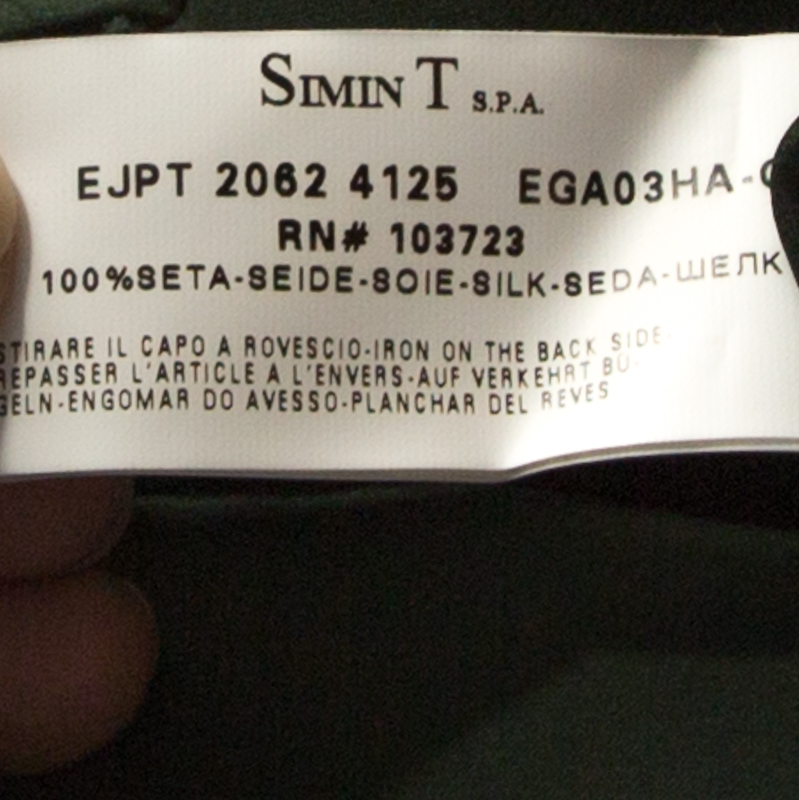 SIMIN T S.P.A.
EJPT 2062 4125 EGA03HA-
RN# 103723
100%SETA-SEIDE-SOIE-SILK-SEDA-ШЕЛК
STIRARE IL CAPO A ROVESCIO-IRON ON THE BACK SIDE-
REPASSER L'ARTICLE A L'ENVERS-AUF VERKEHRT BÜ-
GELN-ENGOMAR DO AVESSO-PLANCHAR DEL REVES